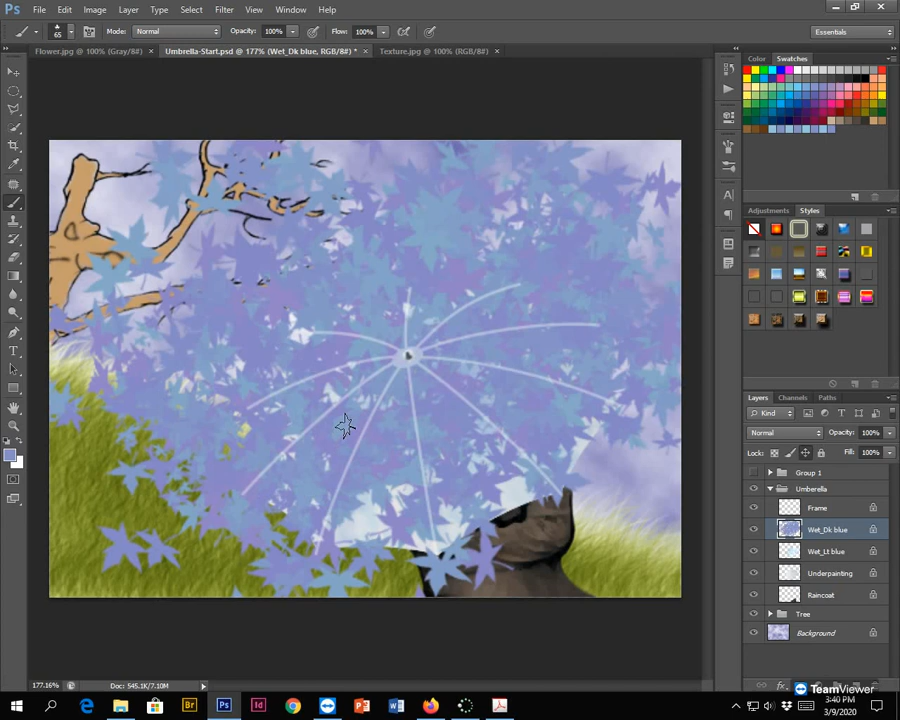 Ps File Edit Image Layer Type Select Filter View Window Help
65 Mode: Normal Opacity: 100% Flow: 100% Essentials
Flower.jpg @ 100% (Gray/8#) × Umbrella-Start.psd @ 177% (Wet_Dk blue, RGB/8#) * × Texture.jpg @ 100% (RGB/8#) ×
Color Swatches
Adjustments Styles
Layers Channels Paths
Kind
Normal Opacity: 100%
Lock: Fill: 100%
Group 1
Umbrella
Frame
Wet_Dk blue
Wet_Lt blue
Underpainting
Raincoat
Tree
Background
177.16% Doc: 545.1K/7.10M
TeamViewer
3:40 PM
3/9/2020